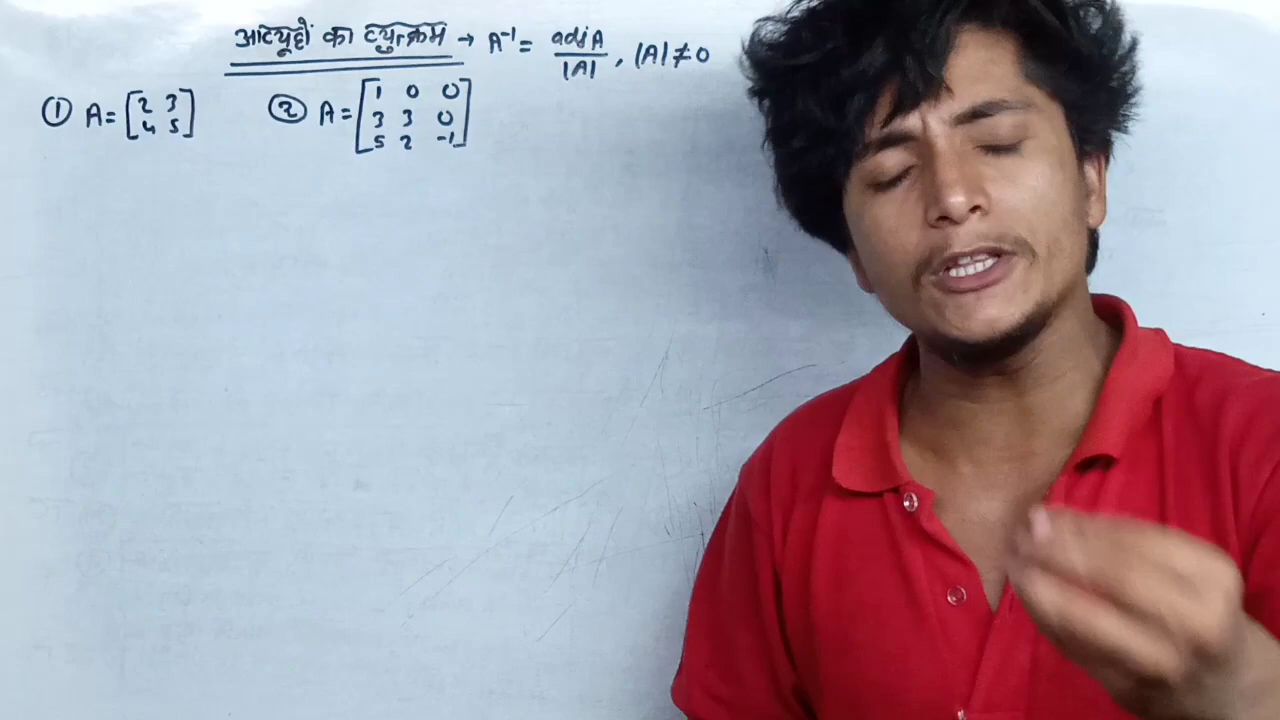 आव्यूहों का व्युत्क्रम → A⁻¹ = adj A / |A| , |A| ≠ 0
① A = [2 3
4 5]
② A = [1 0 0
3 3 0
5 2 -1]